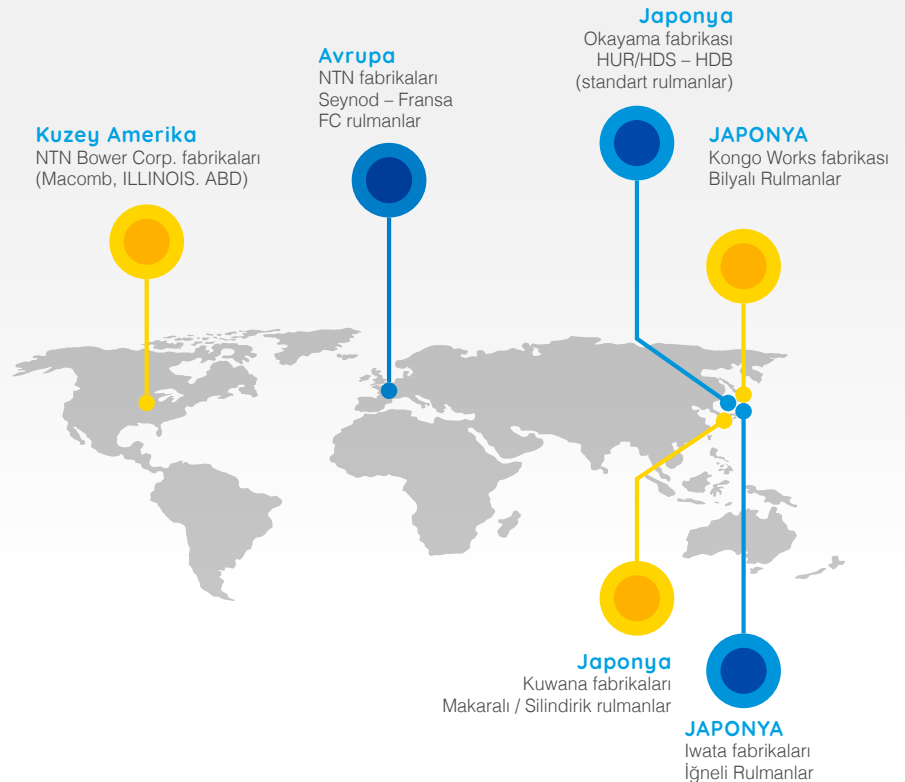 Kuzey Amerika
NTN Bower Corp. fabrikaları
(Macomb, ILLINOIS. ABD)
Avrupa
NTN fabrikaları
Seynod – Fransa
FC rulmanlar
Japonya
Okayama fabrikası
HUR/HDS – HDB
(standart rulmanlar)
JAPONYA
Kongo Works fabrikası
Bilyalı Rulmanlar
Japonya
Kuwana fabrikaları
Makaralı / Silindirik rulmanlar
JAPONYA
Iwata fabrikaları
İğneli Rulmanlar